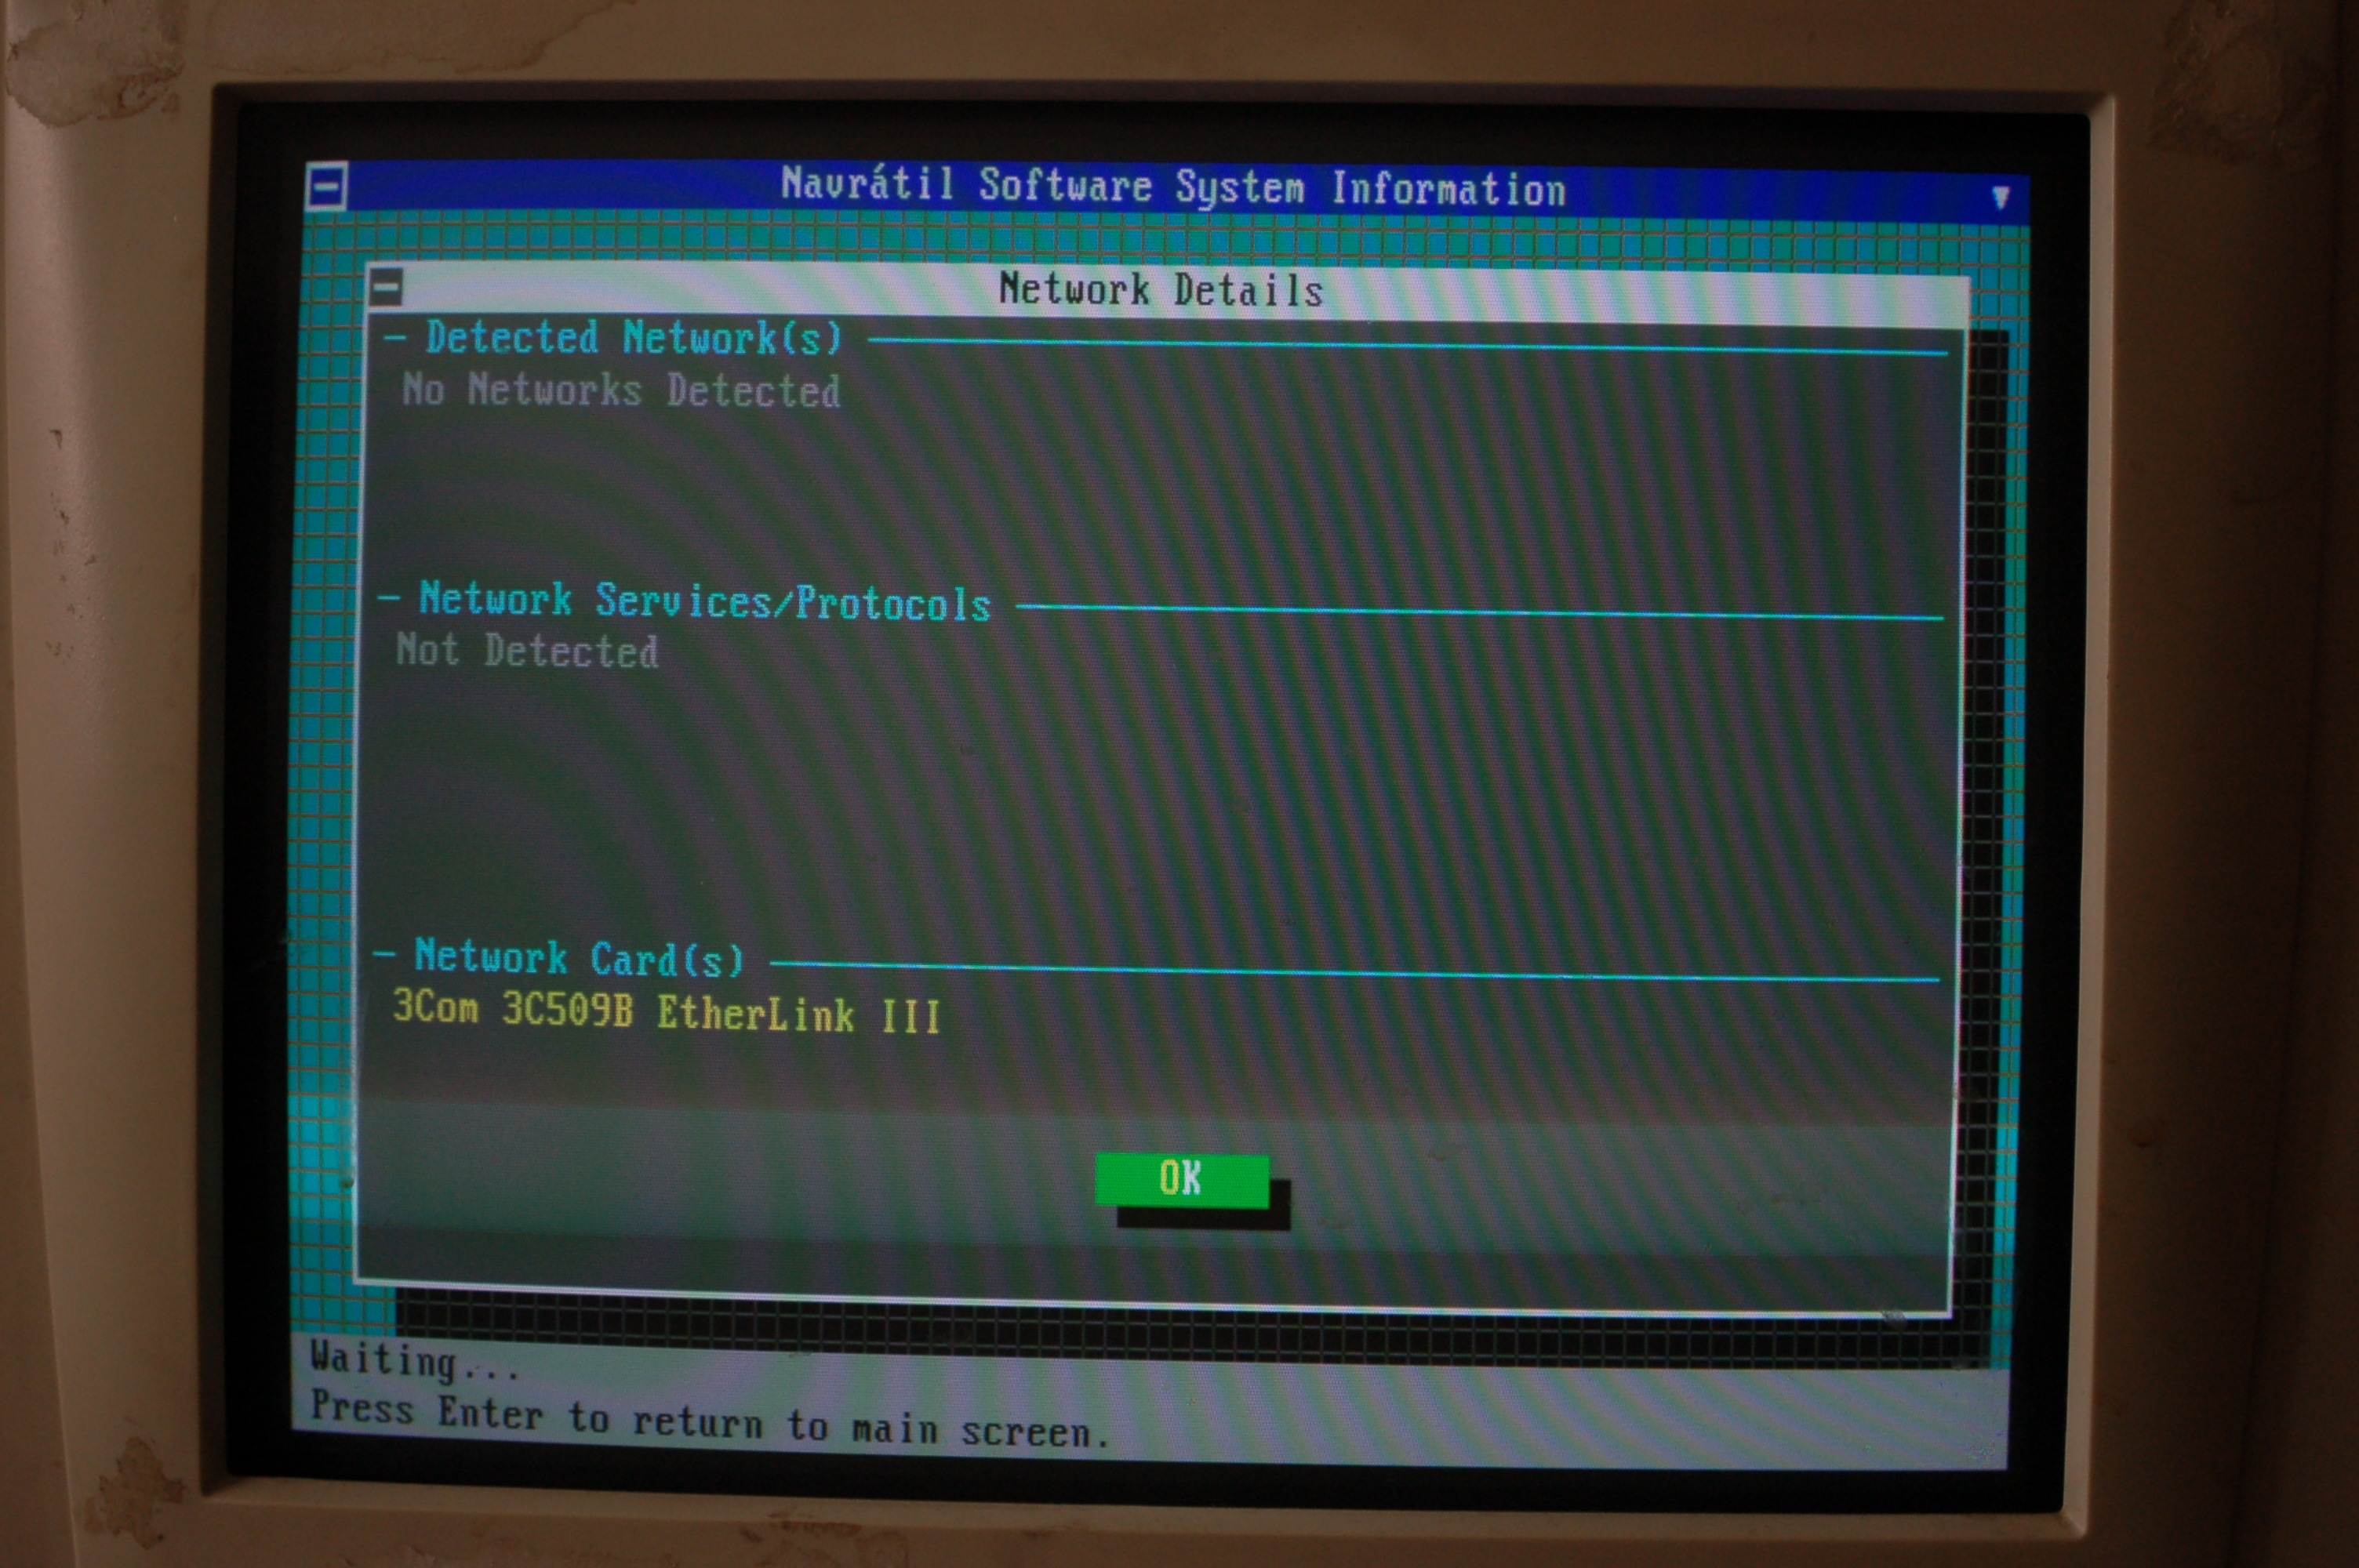 Navrátil Software System Information
Network Details
Detected Network(s)
No Networks Detected
Network Services/Protocols
Not Detected
Network Card(s)
3Com 3C509B EtherLink III
OK
Waiting...
Press Enter to return to main screen.